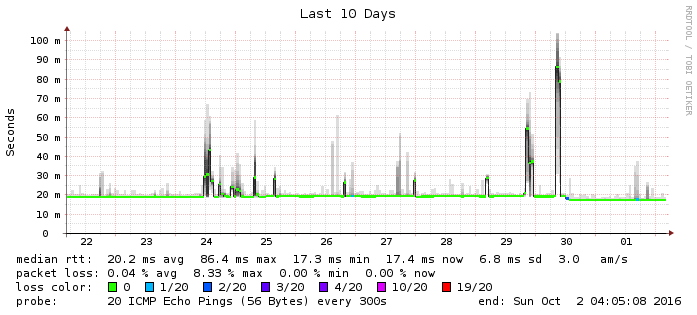 Last 10 Days
RRDTOOL / TOBI OETIKER
Seconds
100 m
90 m
80 m
70 m
60 m
50 m
40 m
30 m
20 m
10 m
0
22 23 24 25 26 27 28 29 30 01
median rtt: 20.2 ms avg 86.4 ms max 17.3 ms min 17.4 ms now 6.8 ms sd 3.0 am/s
packet loss: 0.04 % avg 8.33 % max 0.00 % min 0.00 % now
loss color: 0 1/20 2/20 3/20 4/20 10/20 19/20
probe: 20 ICMP Echo Pings (56 Bytes) every 300s end: Sun Oct 2 04:05:08 2016